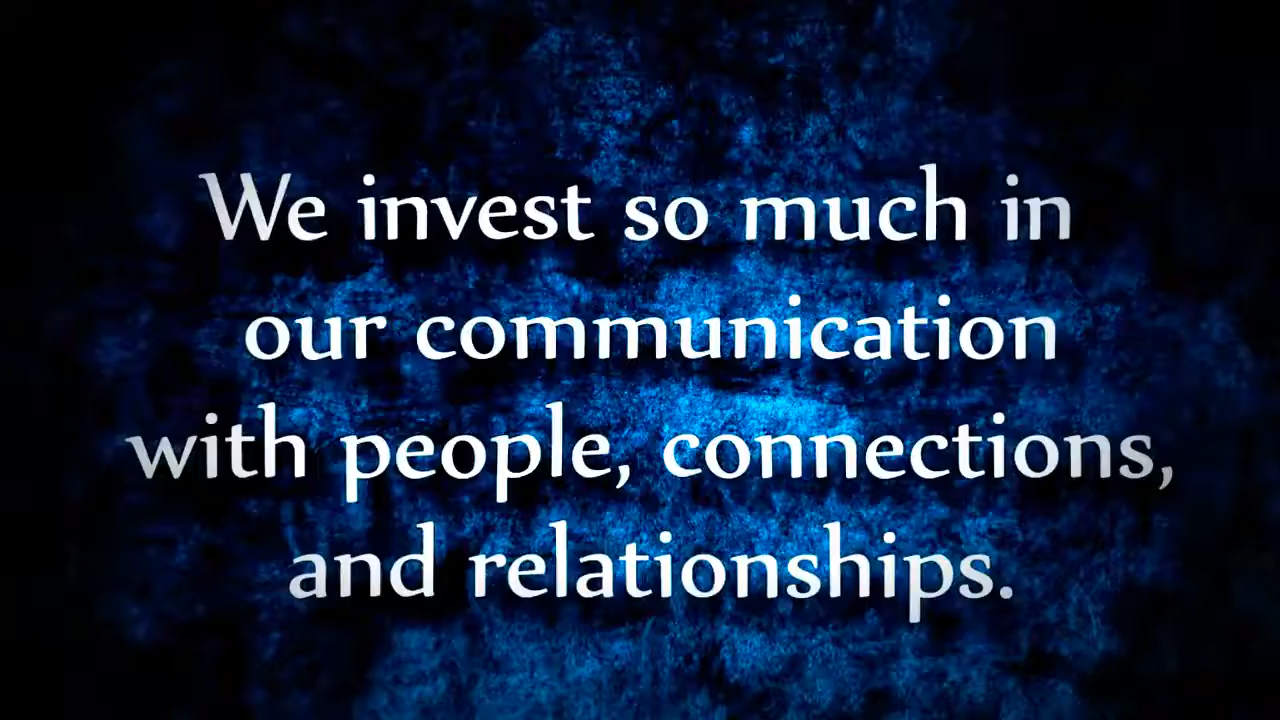 We invest so much in
our communication
with people, connections,
and relationships.